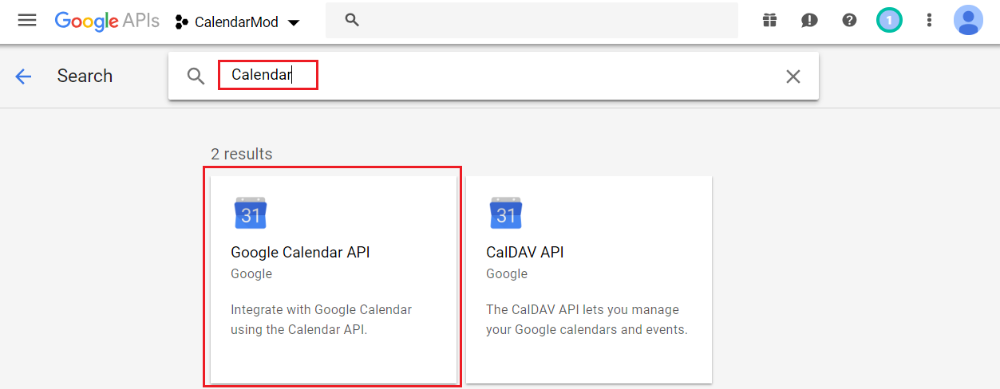 Google APIs CalendarMod 1
Search Calendar
2 results
31
Google Calendar API
Google
Integrate with Google Calendar
using the Calendar API.
31
CalDAV API
Google
The CalDAV API lets you manage
your Google calendars and events.